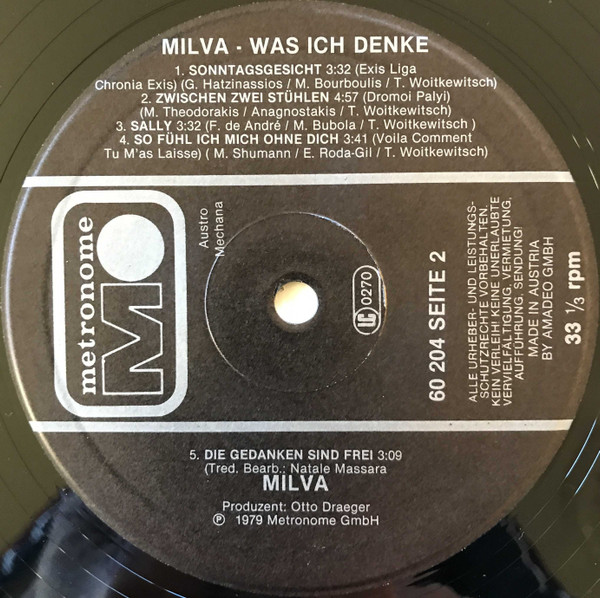 MILVA - WAS ICH DENKE
1. SONNTAGSGESICHT 3:32 (Exis Liga
Chronia Exis) (G. Hatzinassios / M. Bourboulis / T. Woitkewitsch)
2. ZWISCHEN ZWEI STÜHLEN 4:57 (Dromoi Palyi)
(M. Theodorakis / Anagnostakis / T. Woitkewitsch)
3. SALLY 3:32 (F. de André / M. Bubola / T. Woitkewitsch )
4. SO FÜHL ICH MICH OHNE DICH 3:41 (Voila Comment
Tu M'as Laisse) ( M. Shumann / E. Roda-Gil / T. Woitkewitsch)
metronome
M
Austro
Mechana
LC 0270
60 204 SEITE 2
ALLE URHEBER- UND LEISTUNGS-
SCHUTZRECHTE VORBEHALTEN.
KEIN VERLEIH! KEINE UNERLAUBTE
VERVIELFÄLTIGUNG, VERMIETUNG,
AUFFÜHRUNG, SENDUNG!
MADE IN AUSTRIA
BY AMADEO GMBH
33 1/3 rpm
5. DIE GEDANKEN SIND FREI 3:09
(Tred. Bearb.: Natale Massara
MILVA
Produzent: Otto Draeger
℗ 1979 Metronome GmbH